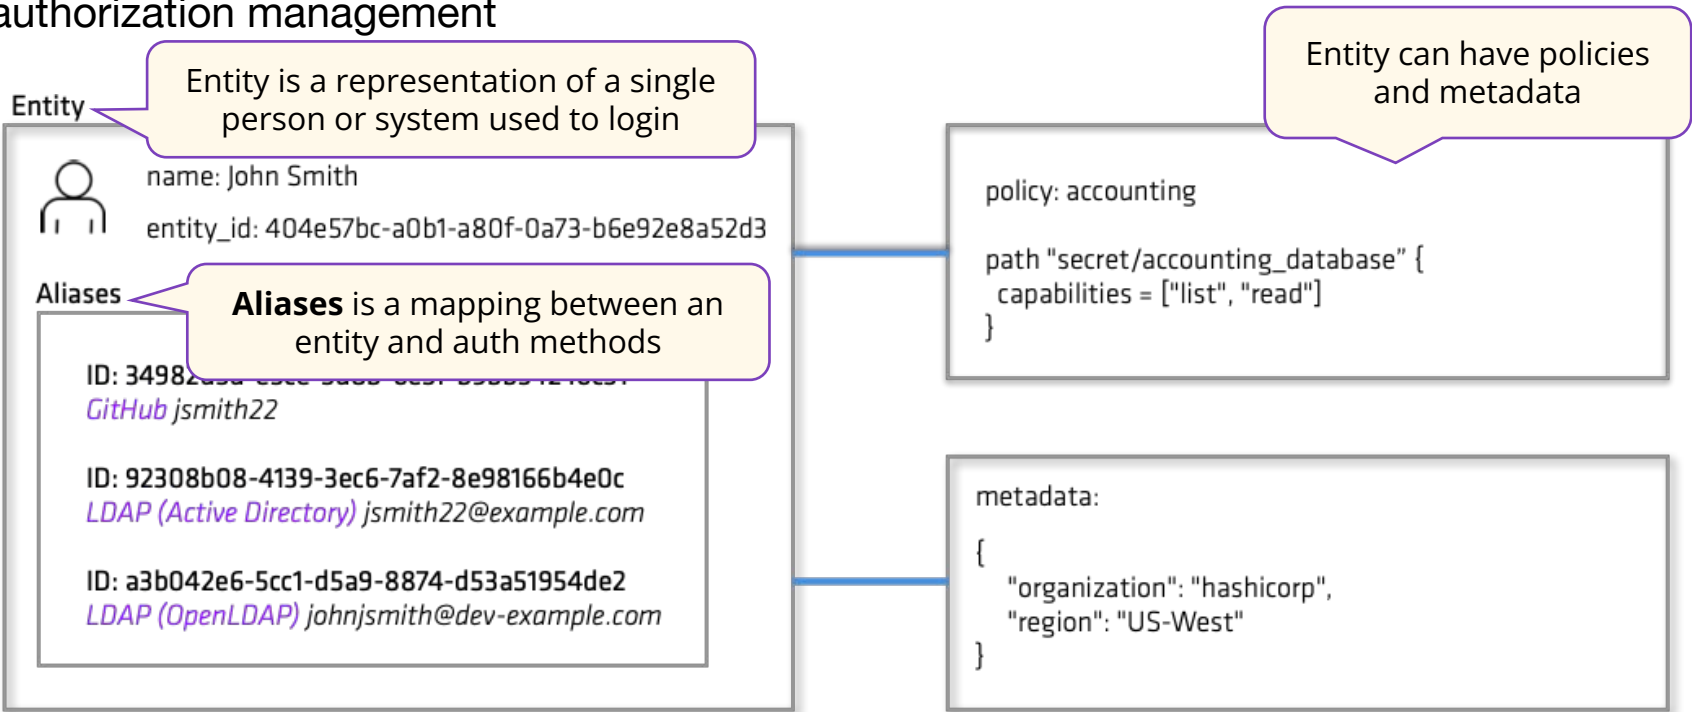 authorization management
Entity is a representation of a single
person or system used to login
Entity
name: John Smith
entity_id: 404e57bc-a0b1-a80f-0a73-b6e92e8a52d3
Aliases
Aliases is a mapping between an
entity and auth methods
ID:
GitHub jsmith22
ID: 92308b08-4139-3ec6-7af2-8e98166b4e0c
LDAP (Active Directory) jsmith22@example.com
ID: a3b042e6-5cc1-d5a9-8874-d53a51954de2
LDAP (OpenLDAP) johnjsmith@dev-example.com
Entity can have policies
and metadata
policy: accounting
path "secret/accounting_database" {
capabilities = ["list", "read"]
}
metadata:
{
"organization": "hashicorp",
"region": "US-West"
}